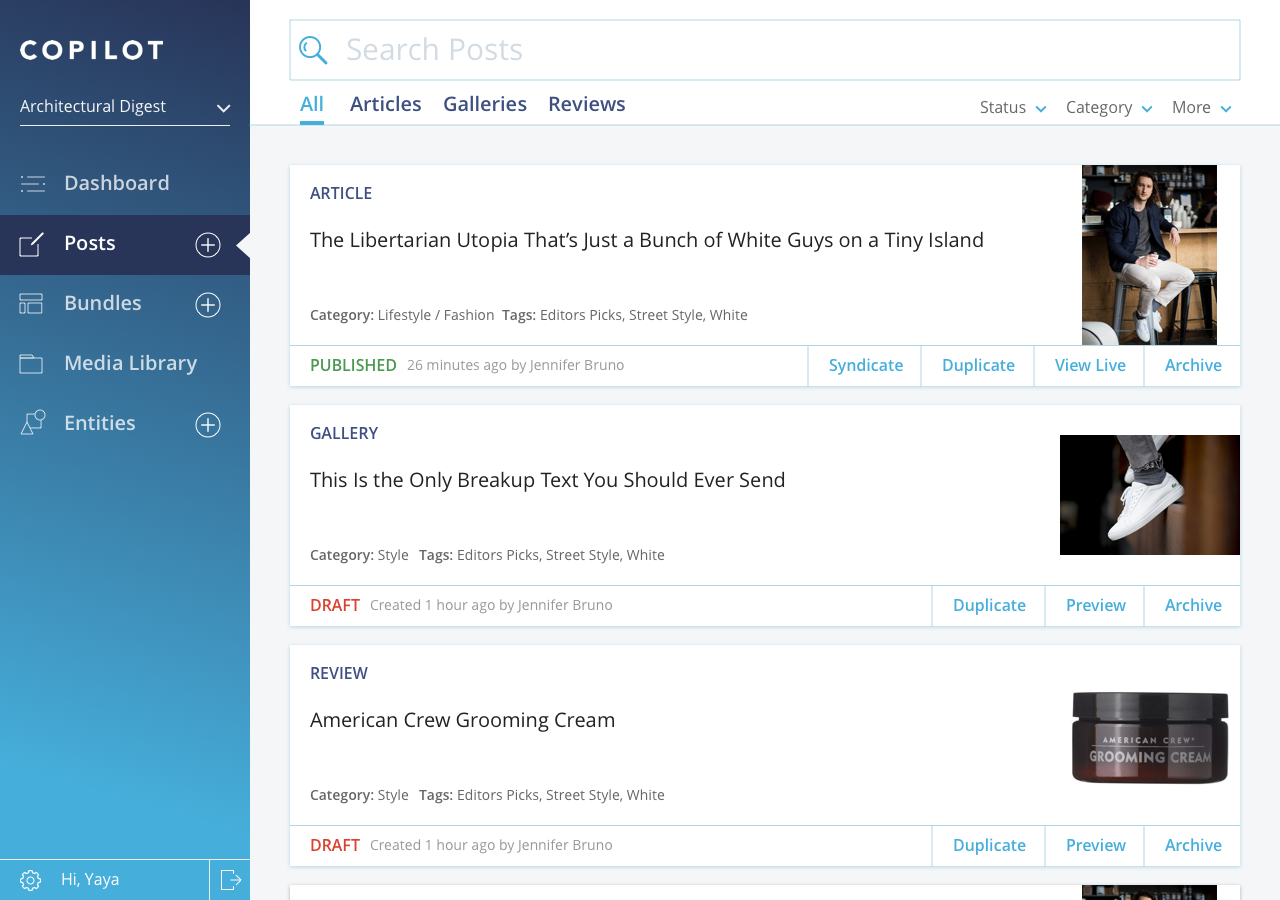 COPILOT
Architectural Digest
Dashboard
Posts
Bundles
Media Library
Entities
Hi, Yaya
Search Posts
All Articles Galleries Reviews
Status Category More
ARTICLE
The Libertarian Utopia That’s Just a Bunch of White Guys on a Tiny Island
Category: Lifestyle / Fashion Tags: Editors Picks, Street Style, White
PUBLISHED 26 minutes ago by Jennifer Bruno Syndicate Duplicate View Live Archive
GALLERY
This Is the Only Breakup Text You Should Ever Send
Category: Style Tags: Editors Picks, Street Style, White
DRAFT Created 1 hour ago by Jennifer Bruno Duplicate Preview Archive
REVIEW
American Crew Grooming Cream
AMERICAN CREW®
GROOMING CREAM
Category: Style Tags: Editors Picks, Street Style, White
DRAFT Created 1 hour ago by Jennifer Bruno Duplicate Preview Archive